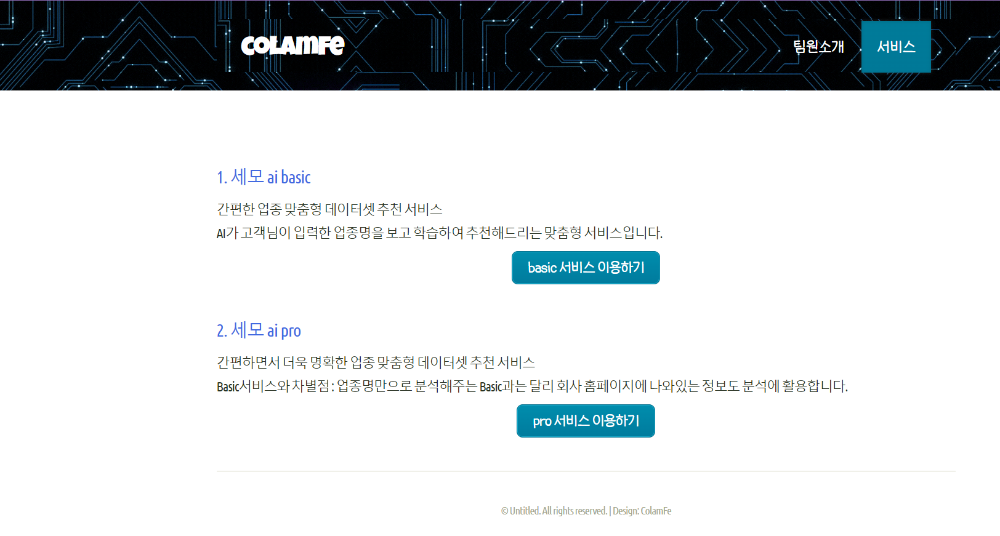 ColamFe
팀원소개
서비스
1. 세모 ai basic
간편한 업종 맞춤형 데이터셋 추천 서비스
AI가 고객님이 입력한 업종명을 보고 학습하여 추천해드리는 맞춤형 서비스입니다.
basic 서비스 이용하기
2. 세모 ai pro
간편하면서 더욱 명확한 업종 맞춤형 데이터셋 추천 서비스
Basic서비스와 차별점 : 업종명만으로 분석해주는 Basic과는 달리 회사 홈페이지에 나와있는 정보도 분석에 활용합니다.
pro 서비스 이용하기
© Untitled. All rights reserved. | Design: ColamFe